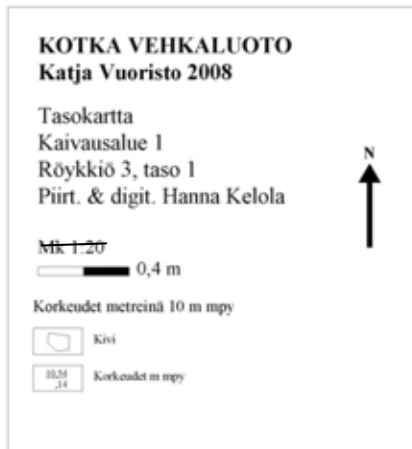 KOTKA VEHKALUOTO
Katja Vuoristo 2008
Tasokartta
Kaivausalue 1
Röykkiö 3, taso 1
Piirt. & digit. Hanna Kelola
N
Mk 1:20
0,4 m
Korkeudet metreinä 10 m mpy
Kivi
10,54
,14
Korkeudet m mpy